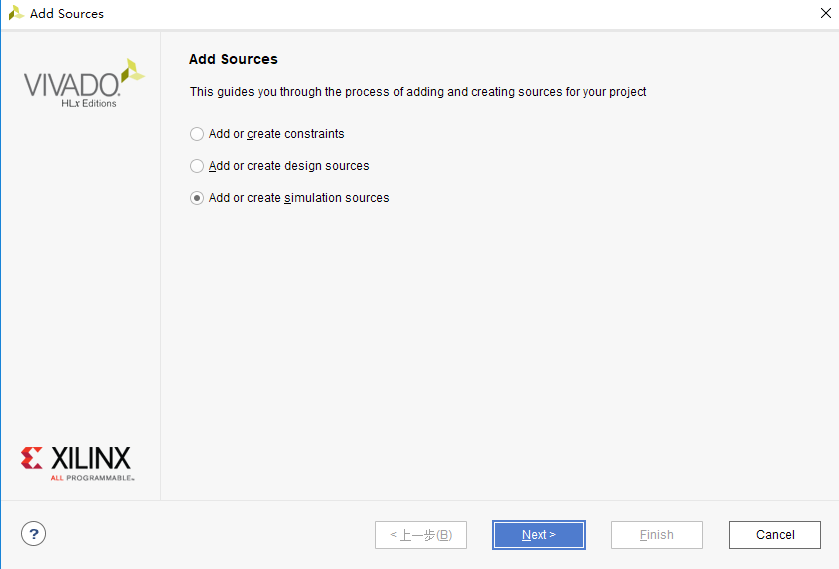 Add Sources
VIVADO
HLx Editions
Add Sources
This guides you through the process of adding and creating sources for your project
Add or create constraints
Add or create design sources
Add or create simulation sources
XILINX
ALL PROGRAMMABLE™
?
< 上一步(B)
Next >
Finish
Cancel